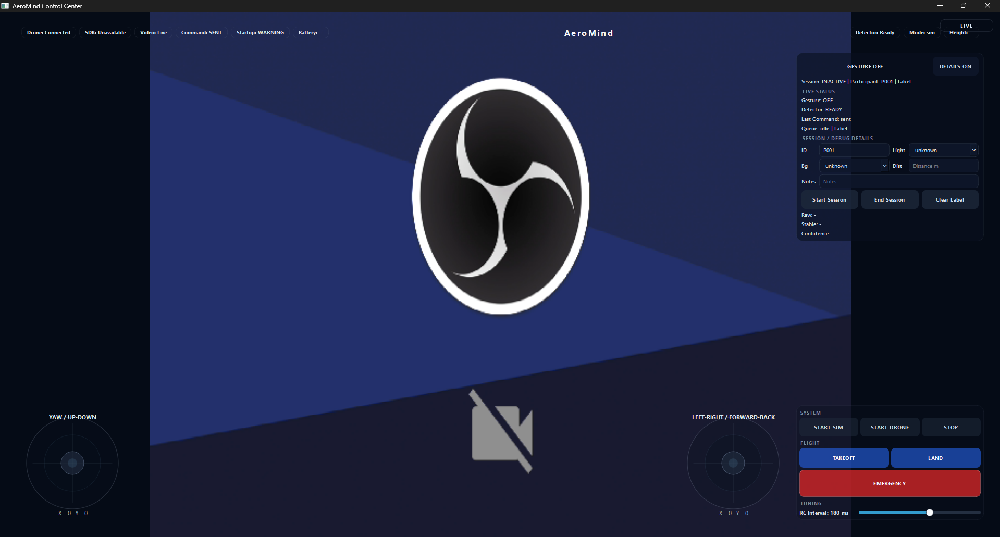 AeroMind Control Center
Drone: Connected
SDK: Unavailable
Video: Live
Command: SENT
Startup: WARNING
Battery: --
AeroMind
Detector: Ready
Mode: sim
LIVE
Height: --
GESTURE OFF
DETAILS ON
Session: INACTIVE | Participant: P001 | Label: -
LIVE STATUS
Gesture: OFF
Detector: READY
Last Command: sent
Queue: idle | Label: -
SESSION / DEBUG DETAILS
ID P001 Light unknown
Bg unknown Dist Distance m
Notes Notes
Start Session End Session Clear Label
Raw: -
Stable: -
Confidence: --
YAW / UP-DOWN
X 0 Y 0
LEFT-RIGHT / FORWARD-BACK
X 0 Y 0
SYSTEM
START SIM START DRONE STOP
FLIGHT
TAKEOFF LAND
EMERGENCY
TUNING
RC Interval: 180 ms